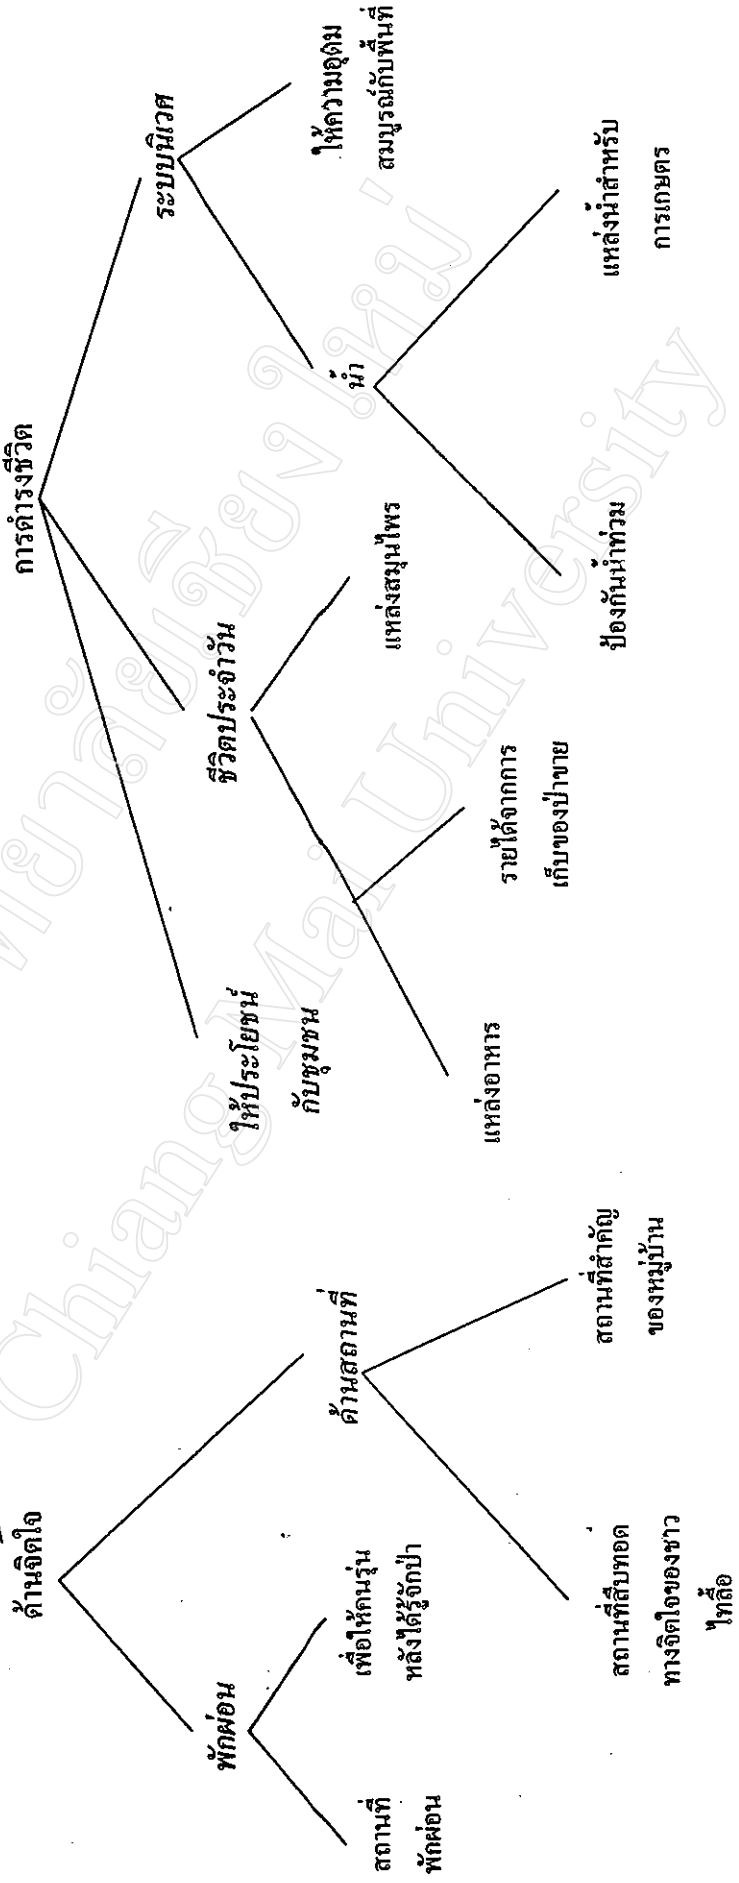 ด้านจิตใจ
การดำรงชีวิต
พักผ่อน
ด้านสถานที่
ให้ประโยชน์
กับชุมชน
ชีวิตประจำวัน
ระบบนิเวศ
สถานที่
พักผ่อน
เพื่อให้คนรุ่น
หลังได้รู้จักป่า
แหล่งสมุนไพร
น้ำ
ให้ความอุดม
สมบูรณ์กับพื้นที่
แหล่งอาหาร
รายได้จากการ
เก็บของป่าขาย
สถานที่สืบทอด
ทางจิตใจของชาว
ไทลื้อ
สถานที่สำคัญ
ของหมู่บ้าน
ป้องกันน้ำท่วม
แหล่งน้ำสำหรับ
การเกษตร
Chiang Mai University